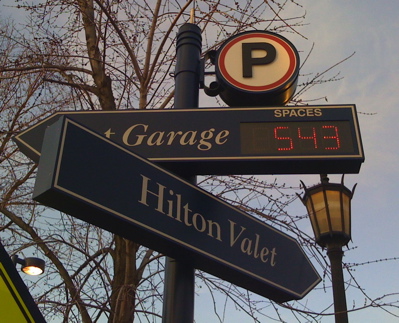 P
SPACES
Garage 543
Hilton Valet